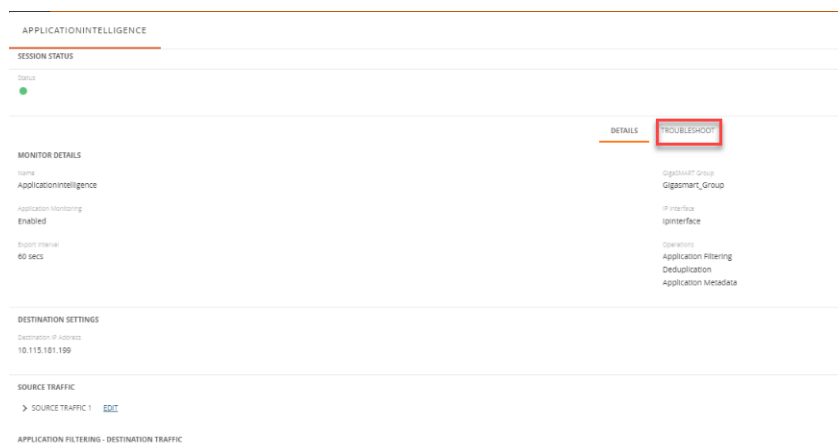 APPLICATIONINTELLIGENCE
SESSION STATUS
Status
DETAILS TROUBLESHOOT
MONITOR DETAILS
Name
Applicationintelligence
GigaSMART Group
Gigasmart_Group
Application Monitoring
Enabled
IP Interface
ipinterface
Export Interval
60 secs
Operations
Application Filtering
Deduplication
Application Metadata
DESTINATION SETTINGS
Destination IP Address
10.115.181.199
SOURCE TRAFFIC
SOURCE TRAFFIC 1 EDIT
APPLICATION FILTERING - DESTINATION TRAFFIC